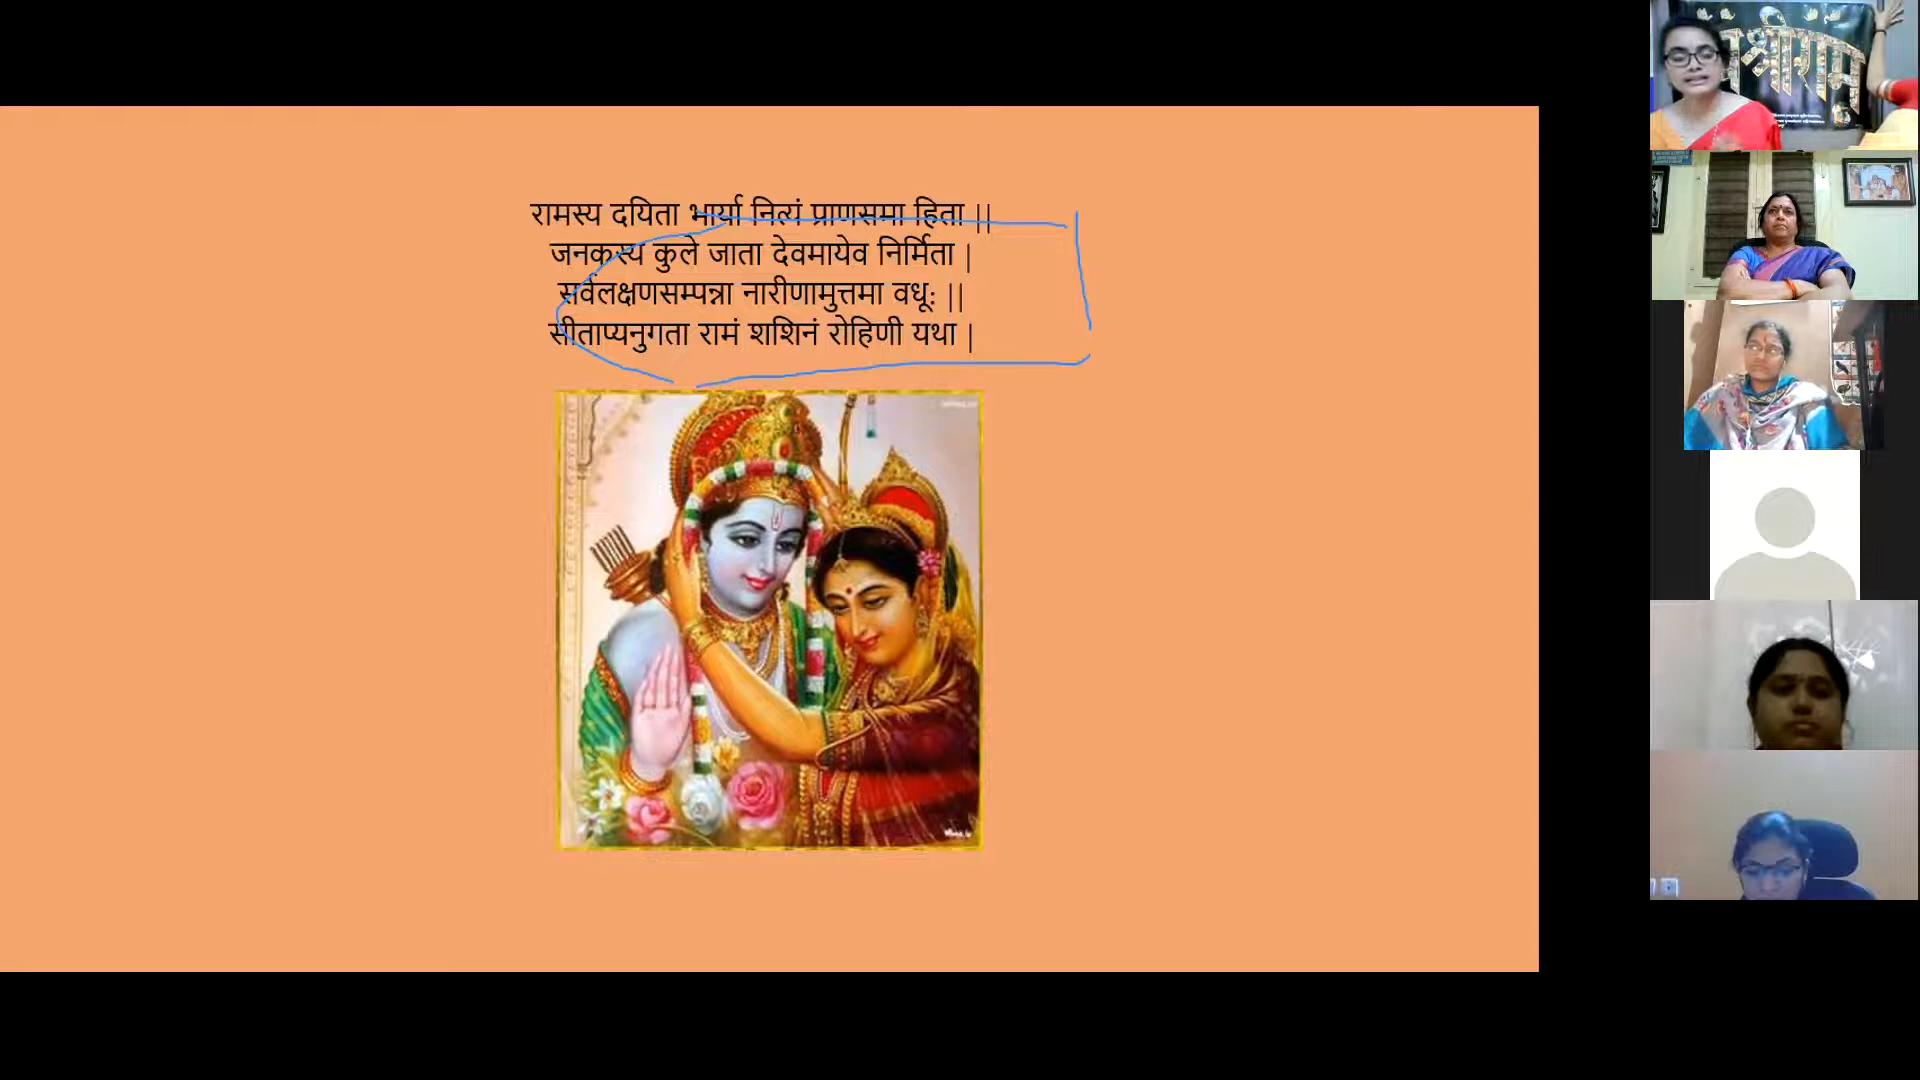 रामस्य दयिता भार्या नित्यं प्राणसमा हिता ||
जनकस्य कुले जाता देवमायेव निर्मिता |
सर्वलक्षणसम्पन्ना नारीणामुत्तमा वधूः ||
सीताप्यनुगता रामं शशिनं रोहिणी यथा |
श्रीराम